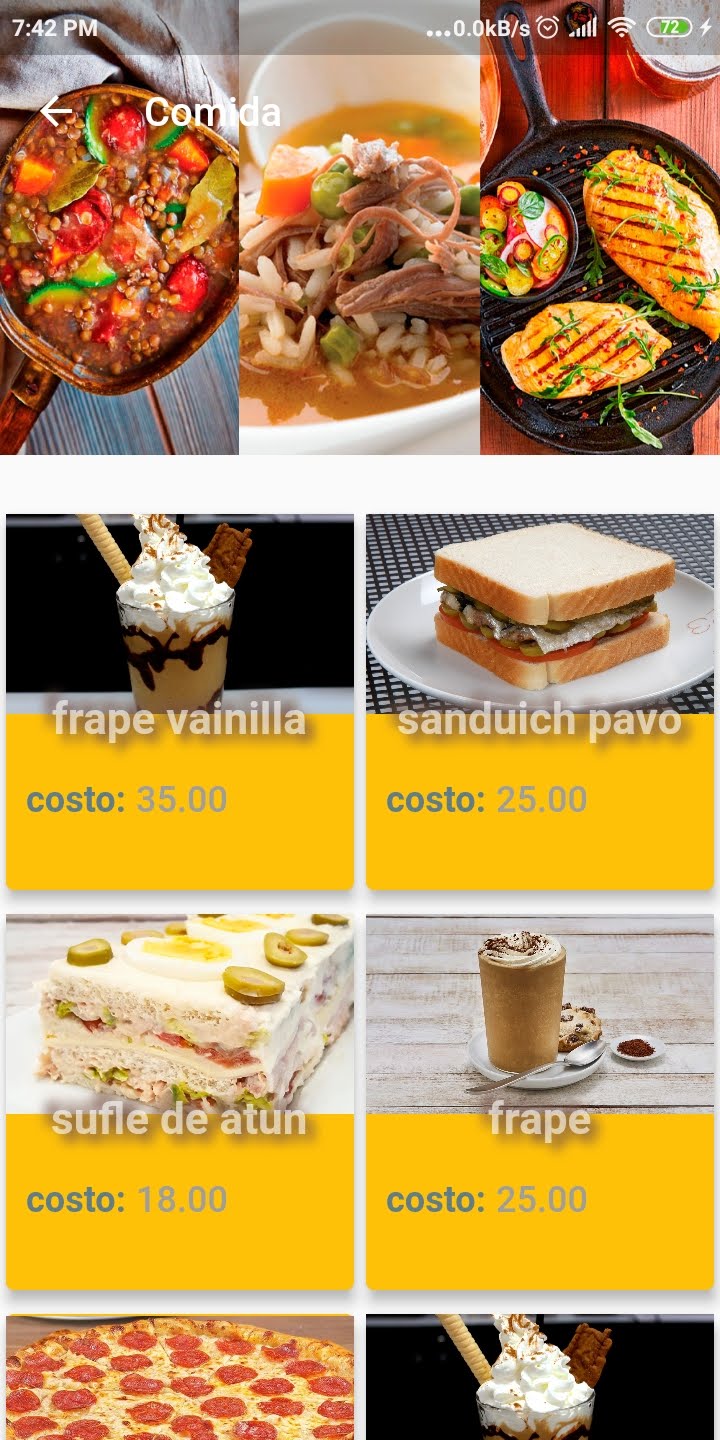 7:42 PM ...0.0kB/s 72
Comida
frape vainilla
costo: 35.00
sanduich pavo
costo: 25.00
sufle de atun
costo: 18.00
frape
costo: 25.00